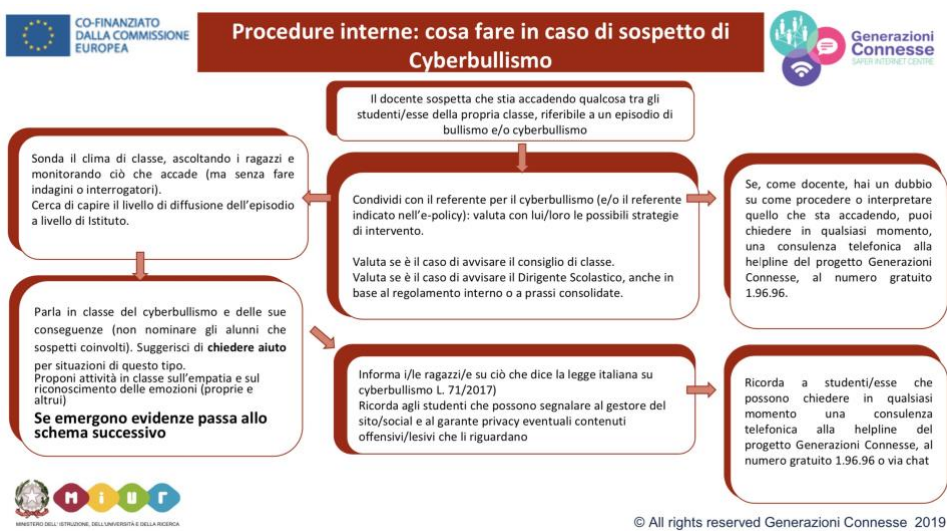 CO-FINANZIATO
DALLA COMMISSIONE
EUROPEA
Procedure interne: cosa fare in caso di sospetto di
Cyberbullismo
Generazioni
Connesse
SAFER INTERNET CENTRE
Il docente sospetta che stia accadendo qualcosa tra gli
studenti/esse della propria classe, riferibile a un episodio di
bullismo e/o cyberbullismo
Sonda il clima di classe, ascoltando i ragazzi e
monitorando ciò che accade (ma senza fare
indagini o interrogatori).
Cerca di capire il livello di diffusione dell'episodio
a livello di Istituto.
Condividi con il referente per il cyberbullismo (e/o il referente
indicato nell'e-policy): valuta con lui/loro le possibili strategie
di intervento.
Valuta se è il caso di avvisare il consiglio di classe.
Valuta se è il caso di avvisare il Dirigente Scolastico, anche in
base al regolamento interno o a prassi consolidate.
Se, come docente, hai un dubbio
su come procedere o interpretare
quello che sta accadendo, puoi
chiedere in qualsiasi momento,
una consulenza telefonica alla
helpline del progetto Generazioni
Connesse, al numero gratuito
1.96.96.
Parla in classe del cyberbullismo e delle sue
conseguenze (non nominare gli alunni che
sospetti coinvolti). Suggerisci di chiedere aiuto
per situazioni di questo tipo.
Proponi attività in classe sull'empatia e sul
riconoscimento delle emozioni (proprie e
altrui)
Se emergono evidenze passa allo
schema successivo
Informa i/le ragazzi/e su ciò che dice la legge italiana su
cyberbullismo L. 71/2017)
Ricorda agli studenti che possono segnalare al gestore del
sito/social e al garante privacy eventuali contenuti
offensivi/lesivi che li riguardano
Ricorda a studenti/esse che
possono chiedere in qualsiasi
momento una consulenza
telefonica alla helpline del
progetto Generazioni Connesse, al
numero gratuito 1.96.96 o via chat
m i u r
MINISTERO DELL' ISTRUZIONE, DELL'UNIVERSITÀ E DELLA RICERCA
© All rights reserved Generazioni Connesse 2019